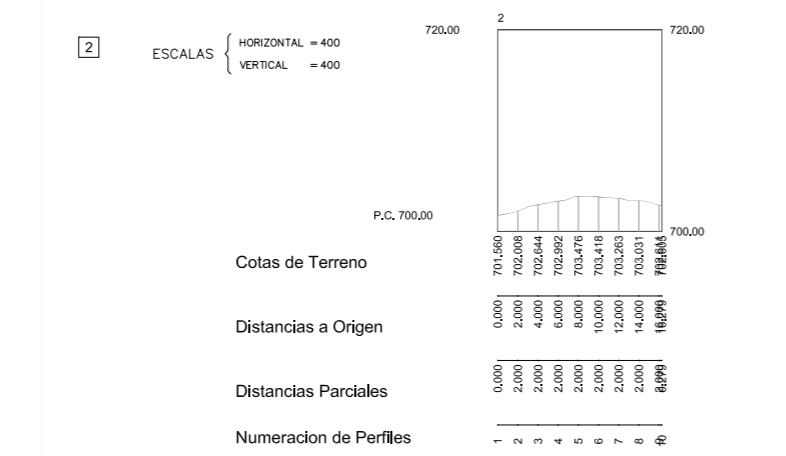 2
720.00
720.00
2
ESCALAS
HORIZONTAL = 400
VERTICAL = 400
P.C. 700.00
700.00
Cotas de Terreno 701.560 702.008 702.644 702.992 703.476 703.418 703.263 703.031
Distancias a Origen 0.000 2.000 4.000 6.000 8.000 10.000 12.000 14.000
Distancias Parciales 0.000 2.000 2.000 2.000 2.000 2.000 2.000 2.000
Numeracion de Perfiles 1 2 3 4 5 6 7 8 9 10